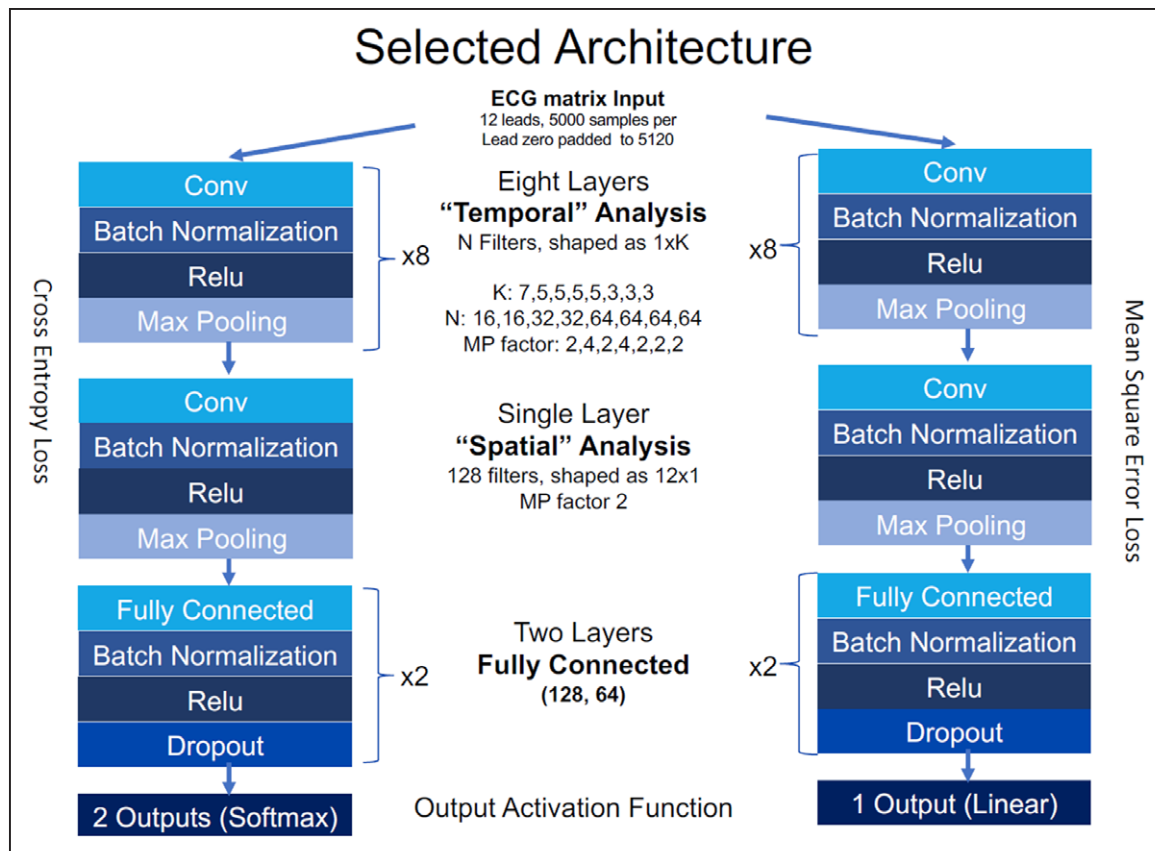 Selected Architecture
ECG matrix Input
12 leads, 5000 samples per
Lead zero padded to 5120
Cross Entropy Loss
Conv
Batch Normalization
Relu
Max Pooling
x8
Conv
Batch Normalization
Relu
Max Pooling
Fully Connected
Batch Normalization
Relu
Dropout
x2
2 Outputs (Softmax)
Eight Layers
“Temporal” Analysis
N Filters, shaped as 1xK
K: 7,5,5,5,5,3,3,3
N: 16,16,32,32,64,64,64,64
MP factor: 2,4,2,4,2,2,2
Single Layer
“Spatial” Analysis
128 filters, shaped as 12x1
MP factor 2
Two Layers
Fully Connected
(128, 64)
Output Activation Function
x8
Conv
Batch Normalization
Relu
Max Pooling
Conv
Batch Normalization
Relu
Max Pooling
x2
Fully Connected
Batch Normalization
Relu
Dropout
1 Output (Linear)
Mean Square Error Loss